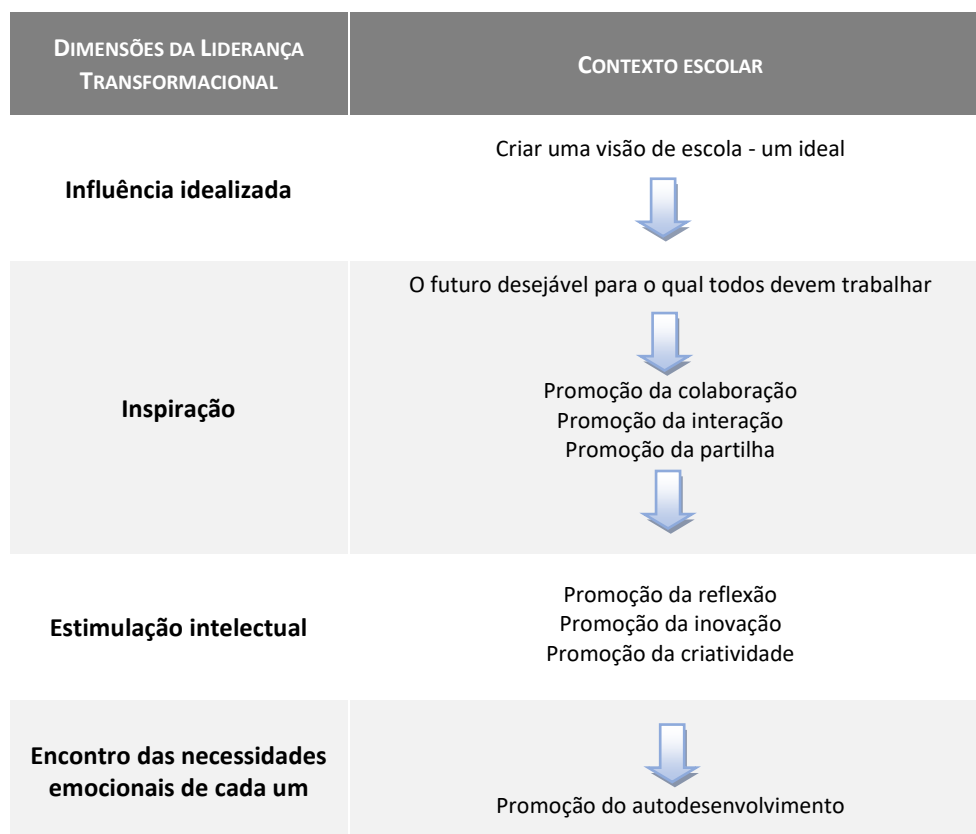 DIMENSÕES DA LIDERANÇA
TRANSFORMACIONAL
CONTEXTO ESCOLAR
Influência idealizada
Criar uma visão de escola - um ideal
Inspiração
O futuro desejável para o qual todos devem trabalhar
Promoção da colaboração
Promoção da interação
Promoção da partilha
Estimulação intelectual
Promoção da reflexão
Promoção da inovação
Promoção da criatividade
Encontro das necessidades
emocionais de cada um
Promoção do autodesenvolvimento